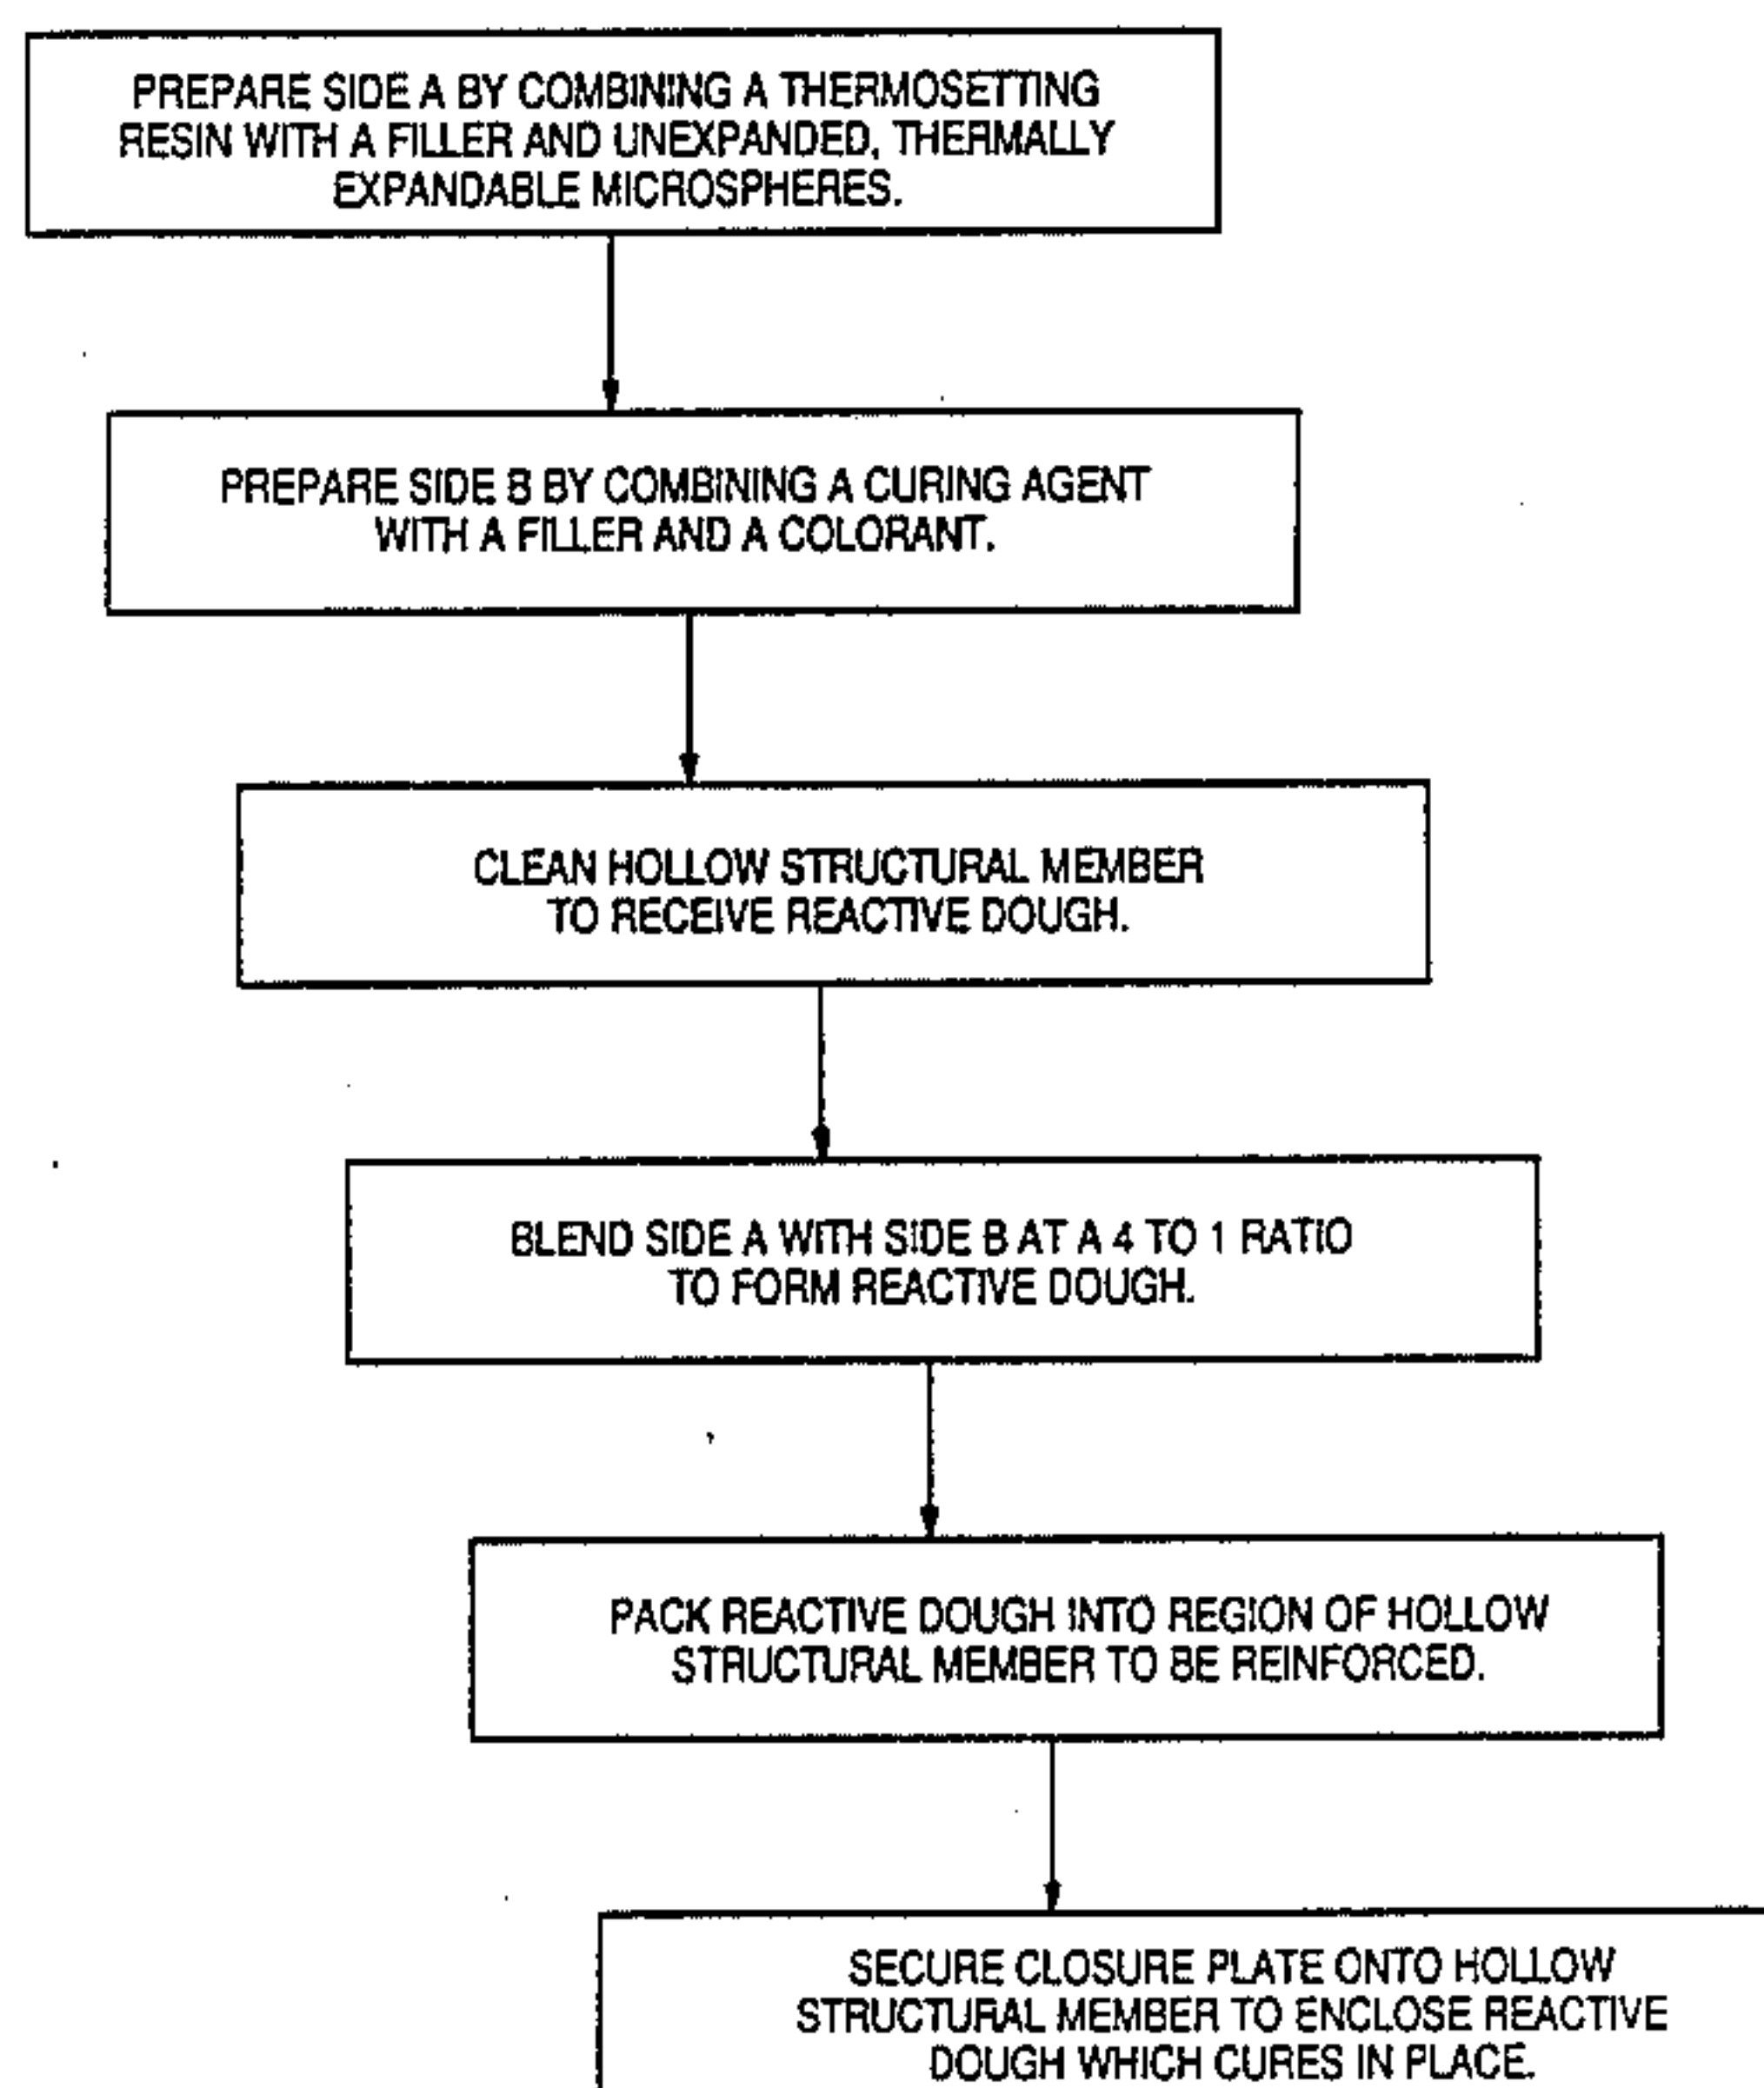 PREPARE SIDE A BY COMBINING A THERMOSETTING
RESIN WITH A FILLER AND UNEXPANDED, THERMALLY
EXPANDABLE MICROSPHERES.
PREPARE SIDE B BY COMBINING A CURING AGENT
WITH A FILLER AND A COLORANT.
CLEAN HOLLOW STRUCTURAL MEMBER
TO RECEIVE REACTIVE DOUGH.
BLEND SIDE A WITH SIDE B AT A 4 TO 1 RATIO
TO FORM REACTIVE DOUGH.
PACK REACTIVE DOUGH INTO REGION OF HOLLOW
STRUCTURAL MEMBER TO BE REINFORCED.
SECURE CLOSURE PLATE ONTO HOLLOW
STRUCTURAL MEMBER TO ENCLOSE REACTIVE
DOUGH WHICH CURES IN PLACE.